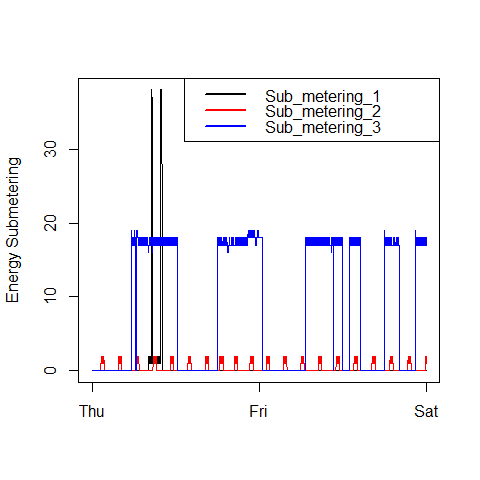 Sub_metering_1
Sub_metering_2
Sub_metering_3
Energy Submetering
30
20
10
0
Thu Fri Sat